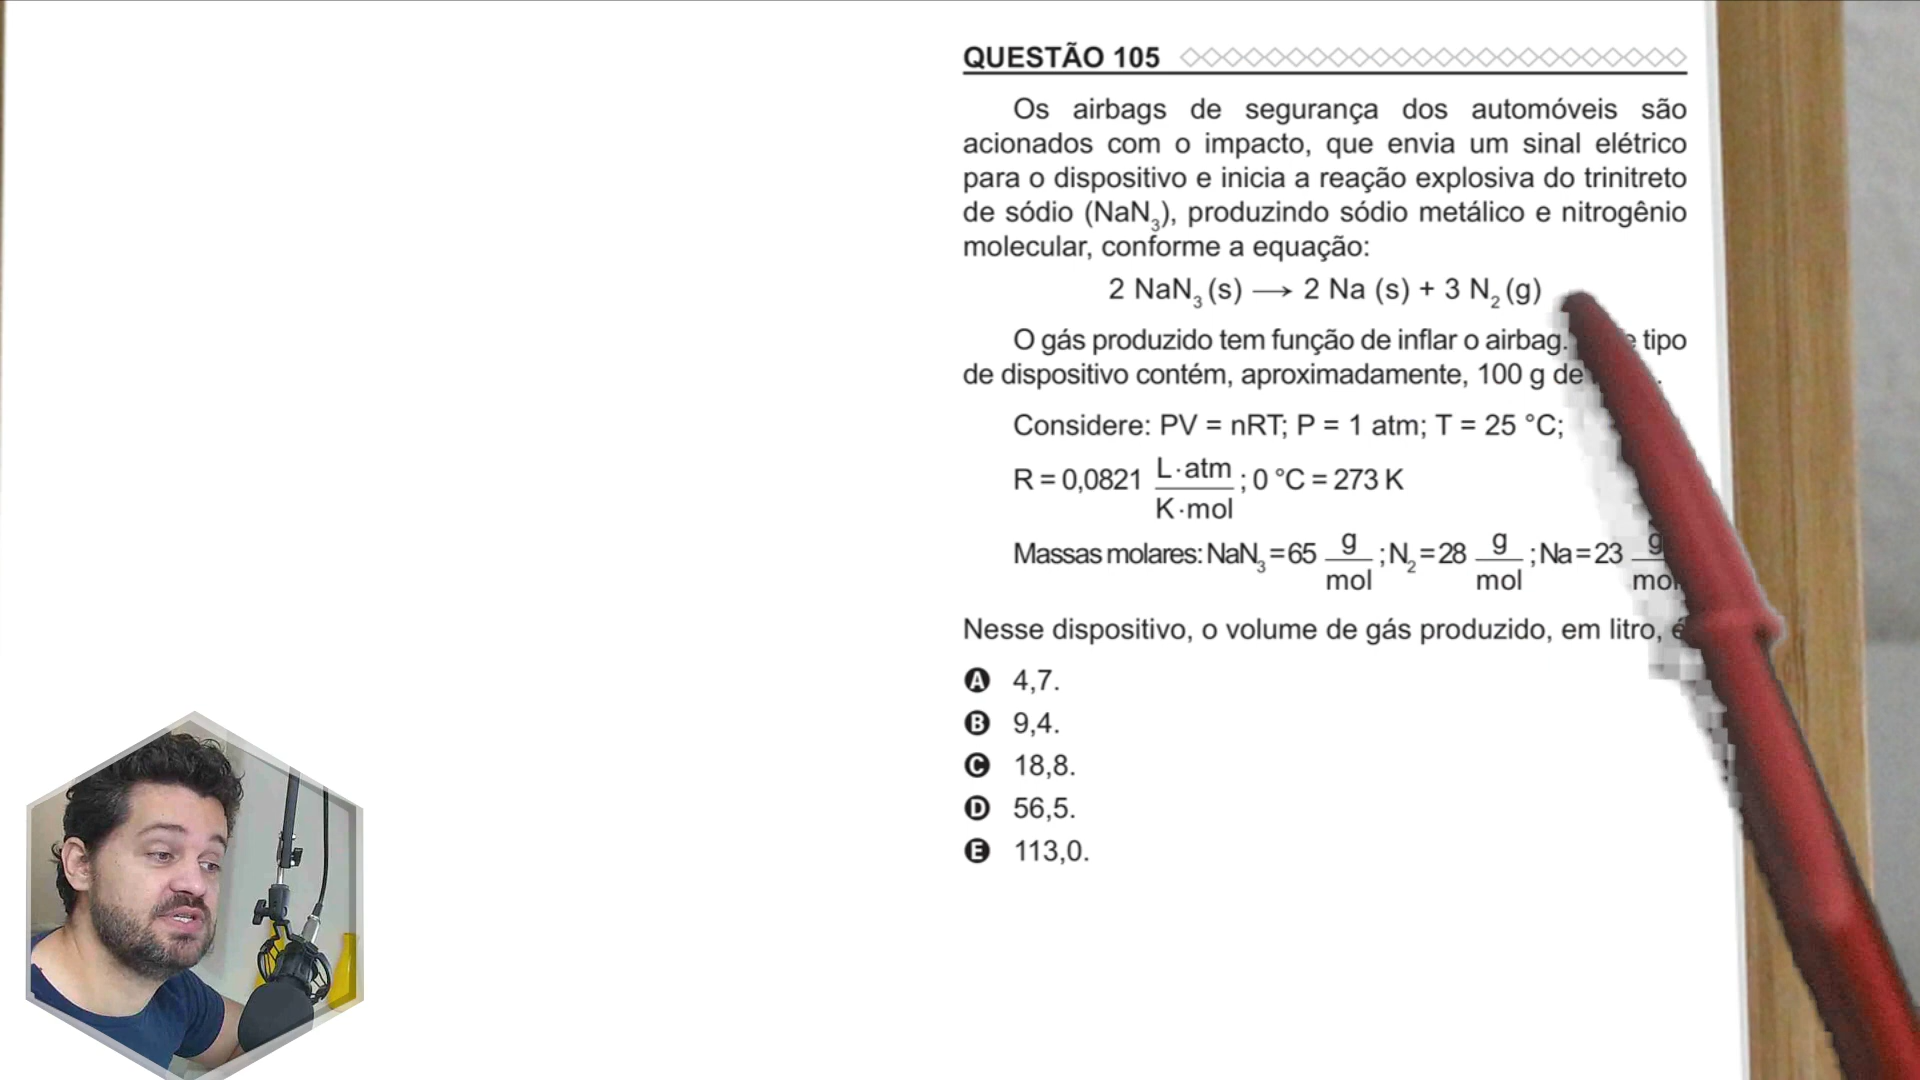 QUESTÃO 105
Os airbags de segurança dos automóveis são
acionados com o impacto, que envia um sinal elétrico
para o dispositivo e inicia a reação explosiva do trinitreto
de sódio (NaN₃), produzindo sódio metálico e nitrogênio
molecular, conforme a equação:
2 NaN₃ (s) ⟶ 2 Na (s) + 3 N₂ (g)
O gás produzido tem função de inflar o airbag. tipo
de dispositivo contém, aproximadamente, 100 g de
Considere: PV = nRT; P = 1 atm; T = 25 °C;
R = 0,0821 L·atm / K·mol ; 0 °C = 273 K
Massas molares: NaN₃ = 65 g/mol ; N₂ = 28 g/mol ; Na = 23 g/mol
Nesse dispositivo, o volume de gás produzido, em litro, é
A 4,7.
B 9,4.
C 18,8.
D 56,5.
E 113,0.